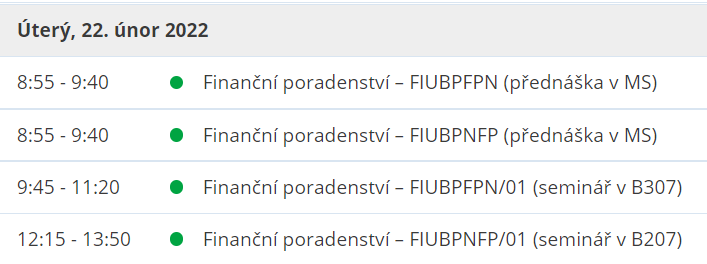 Úterý, 22. únor 2022
8:55 - 9:40 Finanční poradenství – FIUBPFPN (přednáška v MS)
8:55 - 9:40 Finanční poradenství – FIUBPNFP (přednáška v MS)
9:45 - 11:20 Finanční poradenství – FIUBPFPN/01 (seminář v B307)
12:15 - 13:50 Finanční poradenství – FIUBPNFP/01 (seminář v B207)